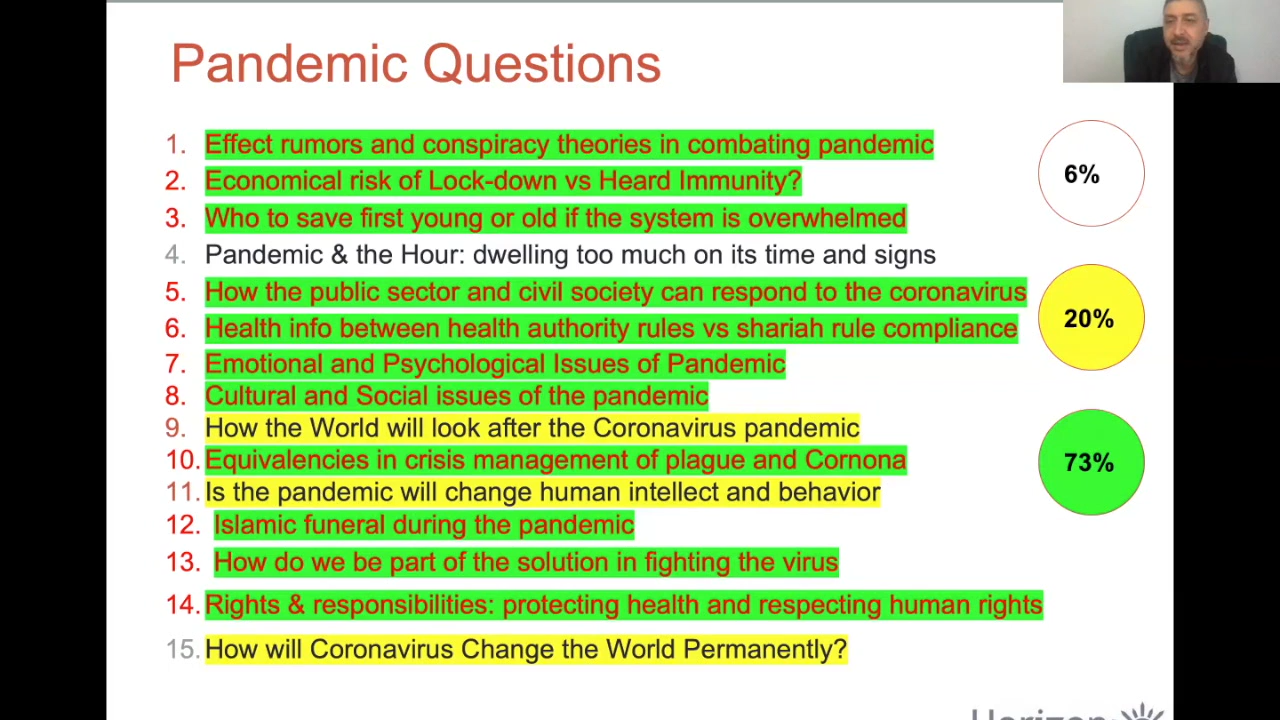 Pandemic Questions
1. Effect rumors and conspiracy theories in combating pandemic
2. Economical risk of Lock-down vs Heard Immunity?
3. Who to save first young or old if the system is overwhelmed
4. Pandemic & the Hour: dwelling too much on its time and signs
5. How the public sector and civil society can respond to the coronavirus
6. Health info between health authority rules vs shariah rule compliance
7. Emotional and Psychological Issues of Pandemic
8. Cultural and Social issues of the pandemic
9. How the World will look after the Coronavirus pandemic
10. Equivalencies in crisis management of plague and Cornona
11. Is the pandemic will change human intellect and behavior
12. Islamic funeral during the pandemic
13. How do we be part of the solution in fighting the virus
14. Rights & responsibilities: protecting health and respecting human rights
15. How will Coronavirus Change the World Permanently?
6%
20%
73%